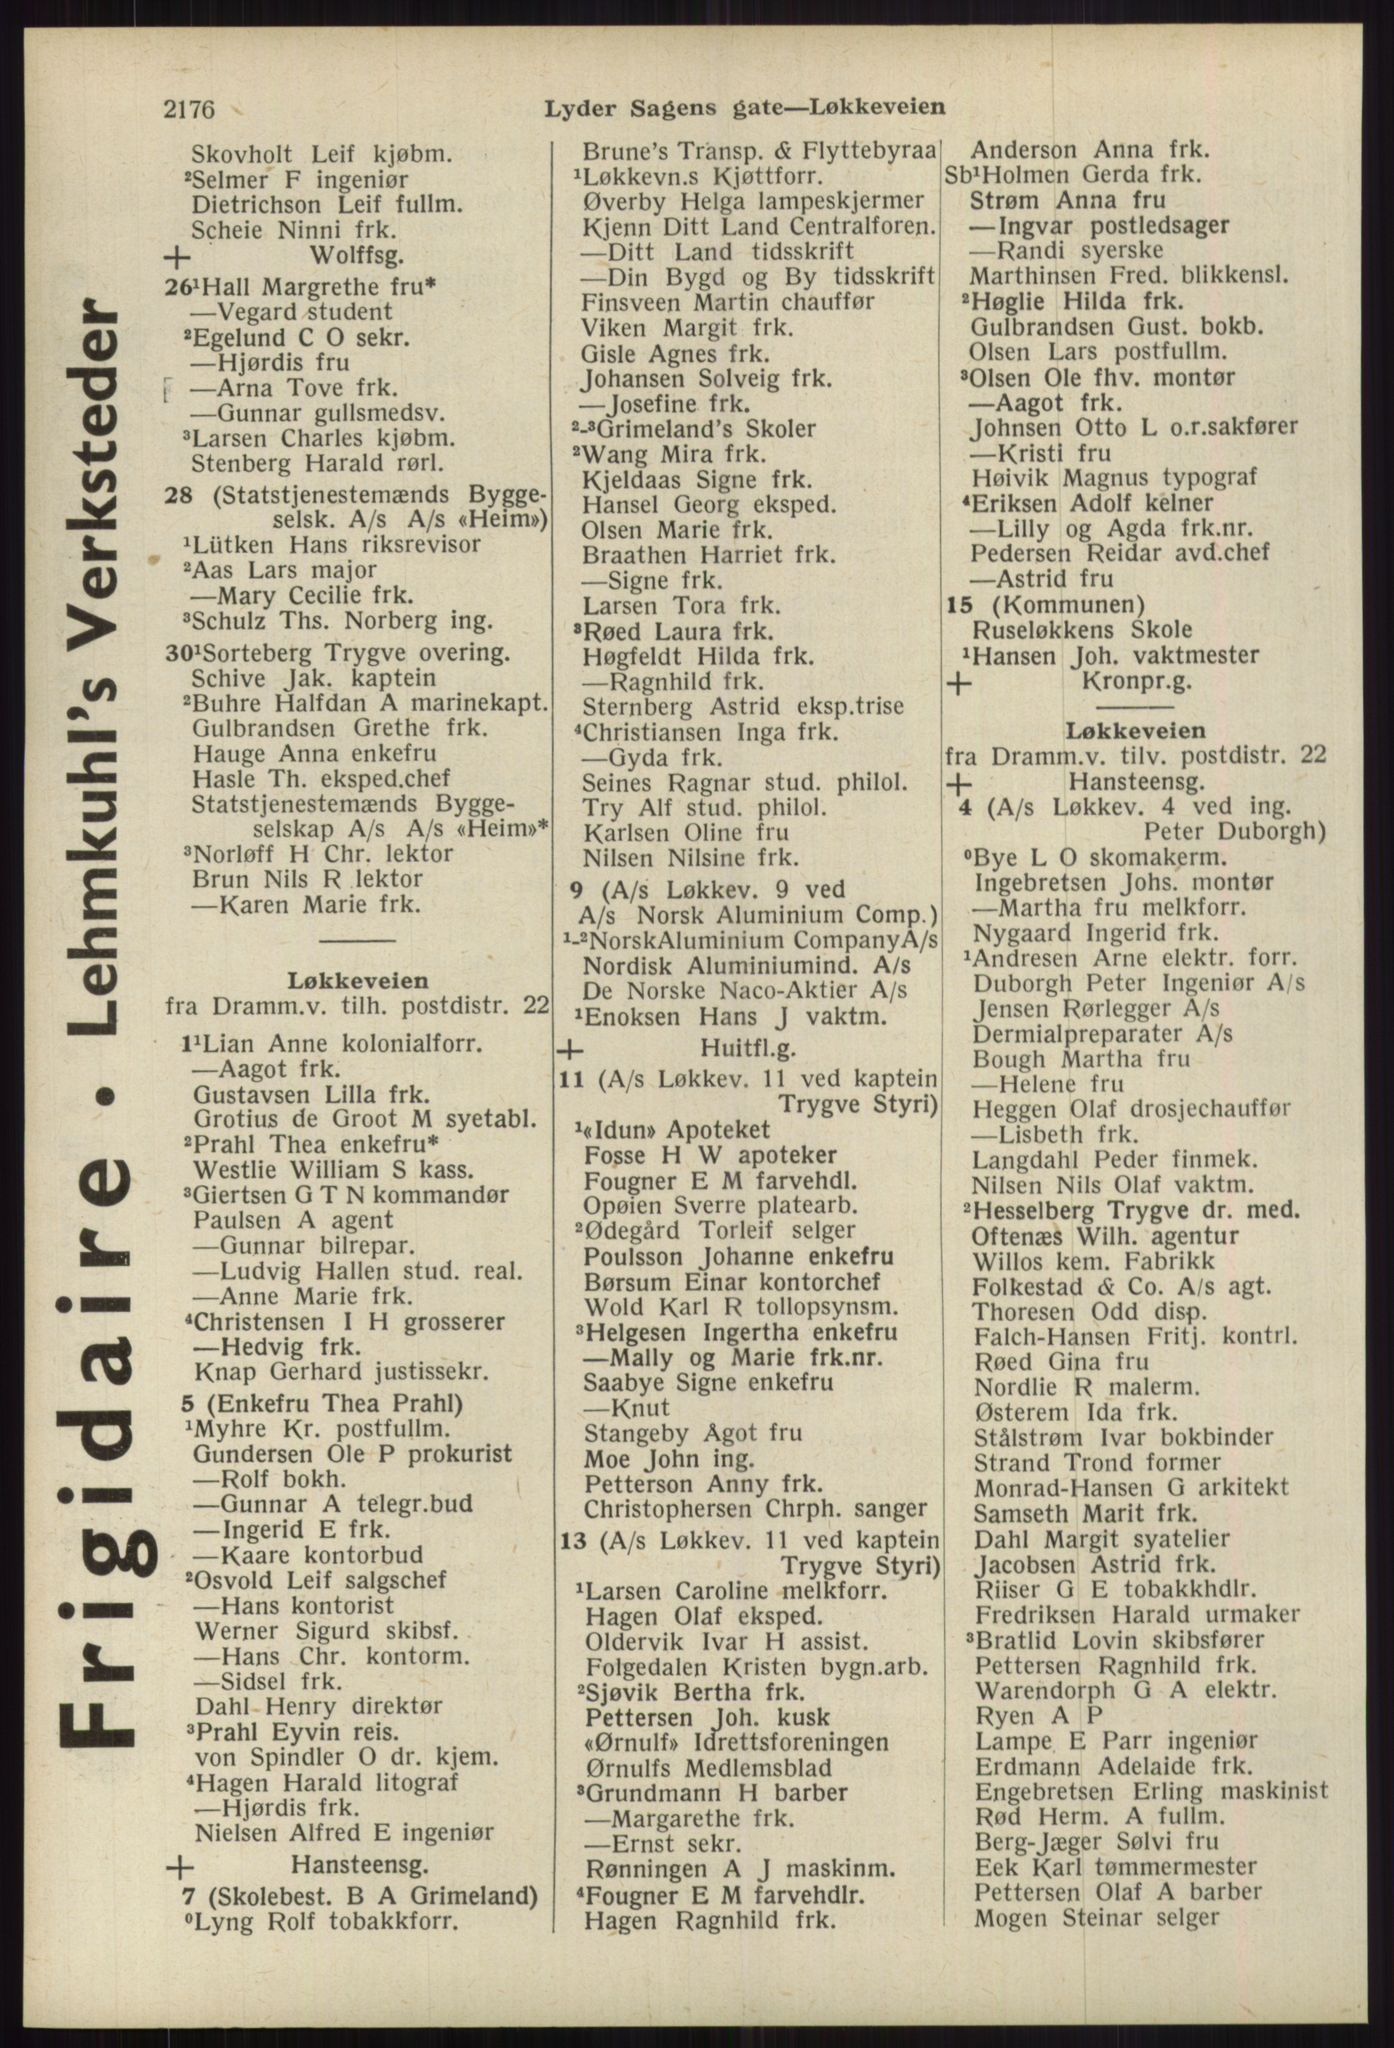 2176
Lyder Sagens gate—Løkkeveien
Frigidaire. Lehmkuhl's Verksteder
Skovholt Leif kjøbm.
²Selmer F ingeniør
Dietrichson Leif fullm.
Scheie Ninni frk.
+ Wolffsg.
26¹Hall Margrethe fru*
—Vegard student
²Egelund C O sekr.
—Hjørdis fru
—Arna Tove frk.
—Gunnar gullsmedsv.
³Larsen Charles kjøbm.
Stenberg Harald rørl.
28 (Statstjenestemænds Bygge-
selsk. A/s A/s «Heim»)
¹Lütken Hans riksrevisor
²Aas Lars major
—Mary Cecilie frk.
³Schulz Ths. Norberg ing.
30¹Sorteberg Trygve overing.
Schive Jak. kaptein
²Buhre Halfdan A marinekapt.
Gulbrandsen Grethe frk.
Hauge Anna enkefru
Hasle Th. eksped.chef
Statstjenestemænds Bygge-
selskap A/s A/s «Heim»*
³Norløff H Chr. lektor
Brun Nils R lektor
—Karen Marie frk.
Løkkeveien
fra Dramm.v. tilh. postdistr. 22
1¹Lian Anne kolonialforr.
—Aagot frk.
Gustavsen Lilla frk.
Grotius de Groot M syetabl.
²Prahl Thea enkefru*
Westlie William S kass.
³Giertsen G T N kommandør
Paulsen A agent
—Gunnar bilrepar.
—Ludvig Hallen stud. real.
—Anne Marie frk.
⁴Christensen I H grosserer
—Hedvig frk.
Knap Gerhard justissekr.
5 (Enkefru Thea Prahl)
¹Myhre Kr. postfullm.
Gundersen Ole P prokurist
—Rolf bokh.
—Gunnar A telegr.bud
—Ingerid E frk.
—Kaare kontorbud
²Osvold Leif salgschef
—Hans kontorist
Werner Sigurd skibsf.
—Hans Chr. kontorm.
—Sidsel frk.
Dahl Henry direktør
³Prahl Eyvin reis.
von Spindler O dr. kjem.
⁴Hagen Harald litograf
—Hjørdis frk.
Nielsen Alfred E ingeniør
+ Hansteensg.
7 (Skolebest. B A Grimeland)
⁰Lyng Rolf tobakkforr.
Brune's Transp. & Flyttebyraa
¹Løkkevn.s Kjøttforr.
Øverby Helga lampeskjermer
Kjenn Ditt Land Centralforen.
—Ditt Land tidsskrift
—Din Bygd og By tidsskrift
Finsveen Martin chauffør
Viken Margit frk.
Gisle Agnes frk.
Johansen Solveig frk.
—Josefine frk.
²-³Grimeland's Skoler
²Wang Mira frk.
Kjeldaas Signe frk.
Hansel Georg eksped.
Olsen Marie frk.
Braathen Harriet frk.
—Signe frk.
Larsen Tora frk.
³Røed Laura frk.
Høgfeldt Hilda frk.
—Ragnhild frk.
Sternberg Astrid eksp.trise
⁴Christiansen Inga frk.
—Gyda frk.
Seines Ragnar stud. philol.
Try Alf stud. philol.
Karlsen Oline fru
Nilsen Nilsine frk.
9 (A/s Løkkev. 9 ved
A/s Norsk Aluminium Comp.)
¹-²NorskAluminium CompanyA/s
Nordisk Aluminiumind. A/s
De Norske Naco-Aktier A/s
¹Enoksen Hans J vaktm.
+ Huitfl.g.
11 (A/s Løkkev. 11 ved kaptein
Trygve Styri)
¹«Idun» Apoteket
Fosse H W apoteker
Fougner E M farvehdl.
Opøien Sverre platearb.
²Ødegård Torleif selger
Poulsson Johanne enkefru
Børsum Einar kontorchef
Wold Karl R tollopsynsm.
³Helgesen Ingertha enkefru
—Mally og Marie frk.nr.
Saabye Signe enkefru
—Knut
Stangeby Ågot fru
Moe John ing.
Petterson Anny frk.
Christophersen Chrph. sanger
13 (A/s Løkkev. 11 ved kaptein
Trygve Styri)
¹Larsen Caroline melkforr.
Hagen Olaf eksped.
Oldervik Ivar H assist.
Folgedalen Kristen bygn.arb.
²Sjøvik Bertha frk.
Pettersen Joh. kusk
«Ørnulf» Idrettsforeningen
Ørnulfs Medlemsblad
³Grundmann H barber
—Margarethe frk.
—Ernst sekr.
Rønningen A J maskinm.
⁴Fougner E M farvehdlr.
Hagen Ragnhild frk.
Anderson Anna frk.
Sb¹Holmen Gerda frk.
Strøm Anna fru
—Ingvar postledsager
—Randi syerske
Marthinsen Fred. blikkensl.
²Høglie Hilda frk.
Gulbrandsen Gust. bokb.
Olsen Lars postfullm.
³Olsen Ole fhv. montør
—Aagot frk.
Johnsen Otto L o.r.sakfører
—Kristi fru
Høivik Magnus typograf
⁴Eriksen Adolf kelner
—Lilly og Agda frk.nr.
Pedersen Reidar avd.chef
—Astrid fru
15 (Kommunen)
Ruseløkkens Skole
¹Hansen Joh. vaktmester
+ Kronpr.g.
Løkkeveien
fra Dramm.v. tilv. postdistr. 22
+ Hansteensg.
4 (A/s Løkkev. 4 ved ing.
Peter Duborgh)
⁰Bye L O skomakerm.
Ingebretsen Johs. montør
—Martha fru melkforr.
Nygaard Ingerid frk.
¹Andresen Arne elektr. forr.
Duborgh Peter Ingeniør A/s
Jensen Rørlegger A/s
Dermialpreparater A/s
Bough Martha fru
—Helene fru
Heggen Olaf drosjechauffør
—Lisbeth frk.
Langdahl Peder finmek.
Nilsen Nils Olaf vaktm.
²Hesselberg Trygve dr. med.
Oftenæs Wilh. agentur
Willos kem. Fabrikk
Folkestad & Co. A/s agt.
Thoresen Odd disp.
Falch-Hansen Fritj. kontrl.
Røed Gina fru
Nordlie R malerm.
Østerem Ida frk.
Stålstrøm Ivar bokbinder
Strand Trond former
Monrad-Hansen G arkitekt
Samseth Marit frk.
Dahl Margit syatelier
Jacobsen Astrid frk.
Riiser G E tobakkhdlr.
Fredriksen Harald urmaker
³Bratlid Lovin skibsfører
Pettersen Ragnhild frk.
Warendorph G A elektr.
Ryen A P
Lampe E Parr ingeniør
Erdmann Adelaide frk.
Engebretsen Erling maskinist
Rød Herm. A fullm.
Berg-Jæger Sølvi fru
Eek Karl tømmermester
Pettersen Olaf A barber
Mogen Steinar selger